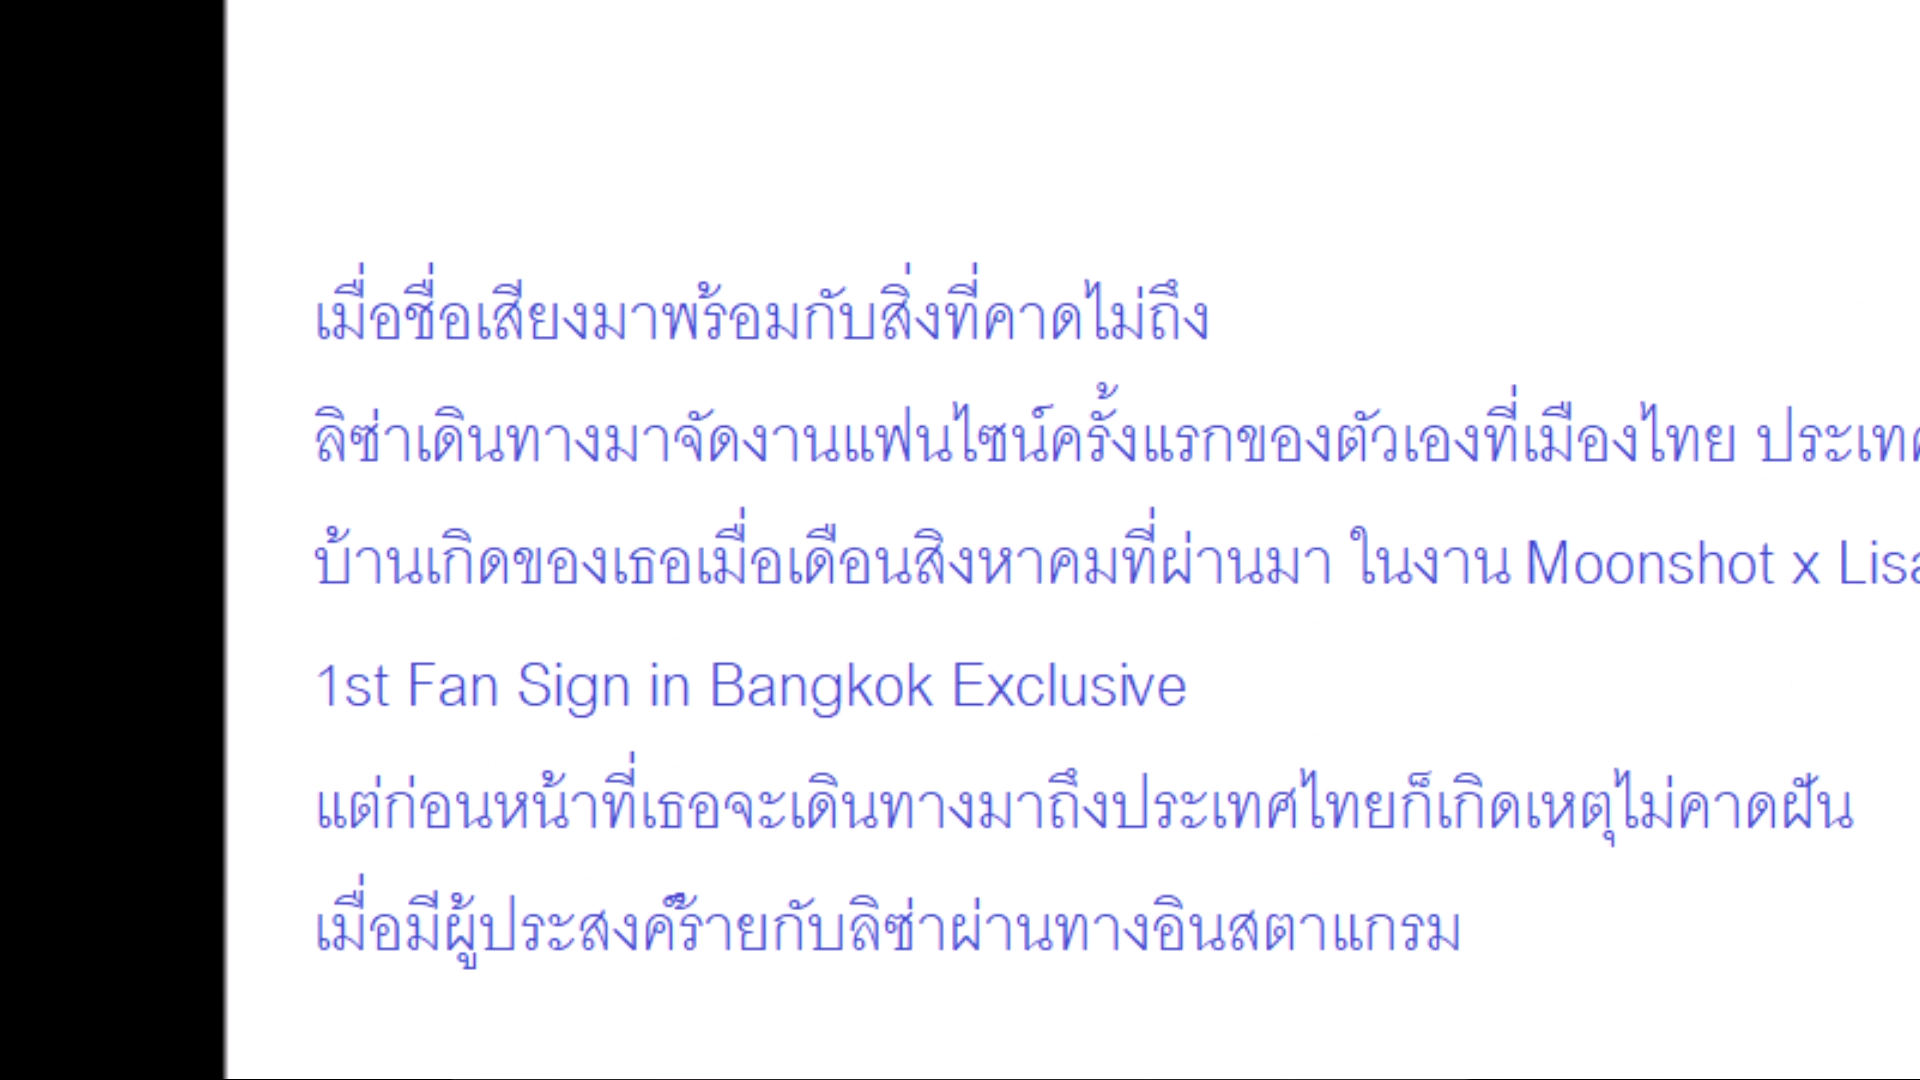 เมื่อชื่อเสียงมาพร้อมกับสิ่งที่คาดไม่ถึง
ลิซ่าเดินทางมาจัดงานแฟนไซน์ครั้งแรกของตัวเองที่เมืองไทย
บ้านเกิดของเธอเมื่อเดือนสิงหาคมที่ผ่านมา ในงาน Moonshot x
1st Fan Sign in Bangkok Exclusive
แต่ก่อนหน้าที่เธอจะเดินทางมาถึงประเทศไทยก็เกิดเหตุไม่คาดฝัน
เมื่อมีผู้ประสงค์ร้ายกับลิซ่าผ่านทางอินสตาแกรม